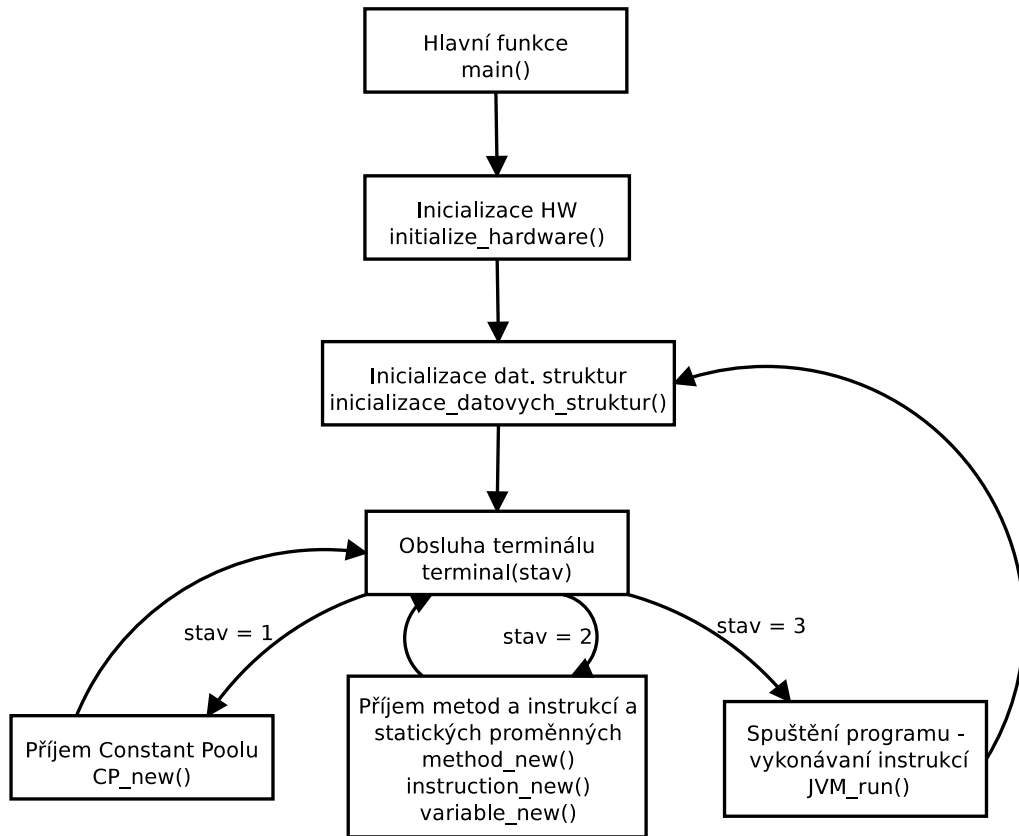 Hlavní funkce
main()
Inicializace HW
initialize_hardware()
Inicializace dat. struktur
inicializace_datovych_struktur()
Obsluha terminálu
terminal(stav)
stav = 1
stav = 2
stav = 3
Příjem Constant Poolu
CP_new()
Příjem metod a instrukcí a
statických proměnných
method_new()
instruction_new()
variable_new()
Spuštění programu -
vykonávaní instrukcí
JVM_run()